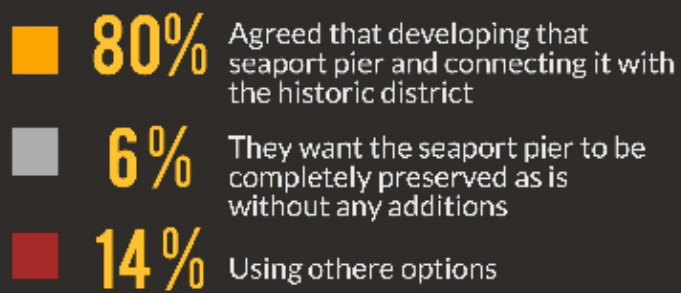 80%
Agreed that developing that
seaport pier and connecting it with
the historic district
6%
They want the seaport pier to be
completely preserved as is
without any additions
14%
Using othere options